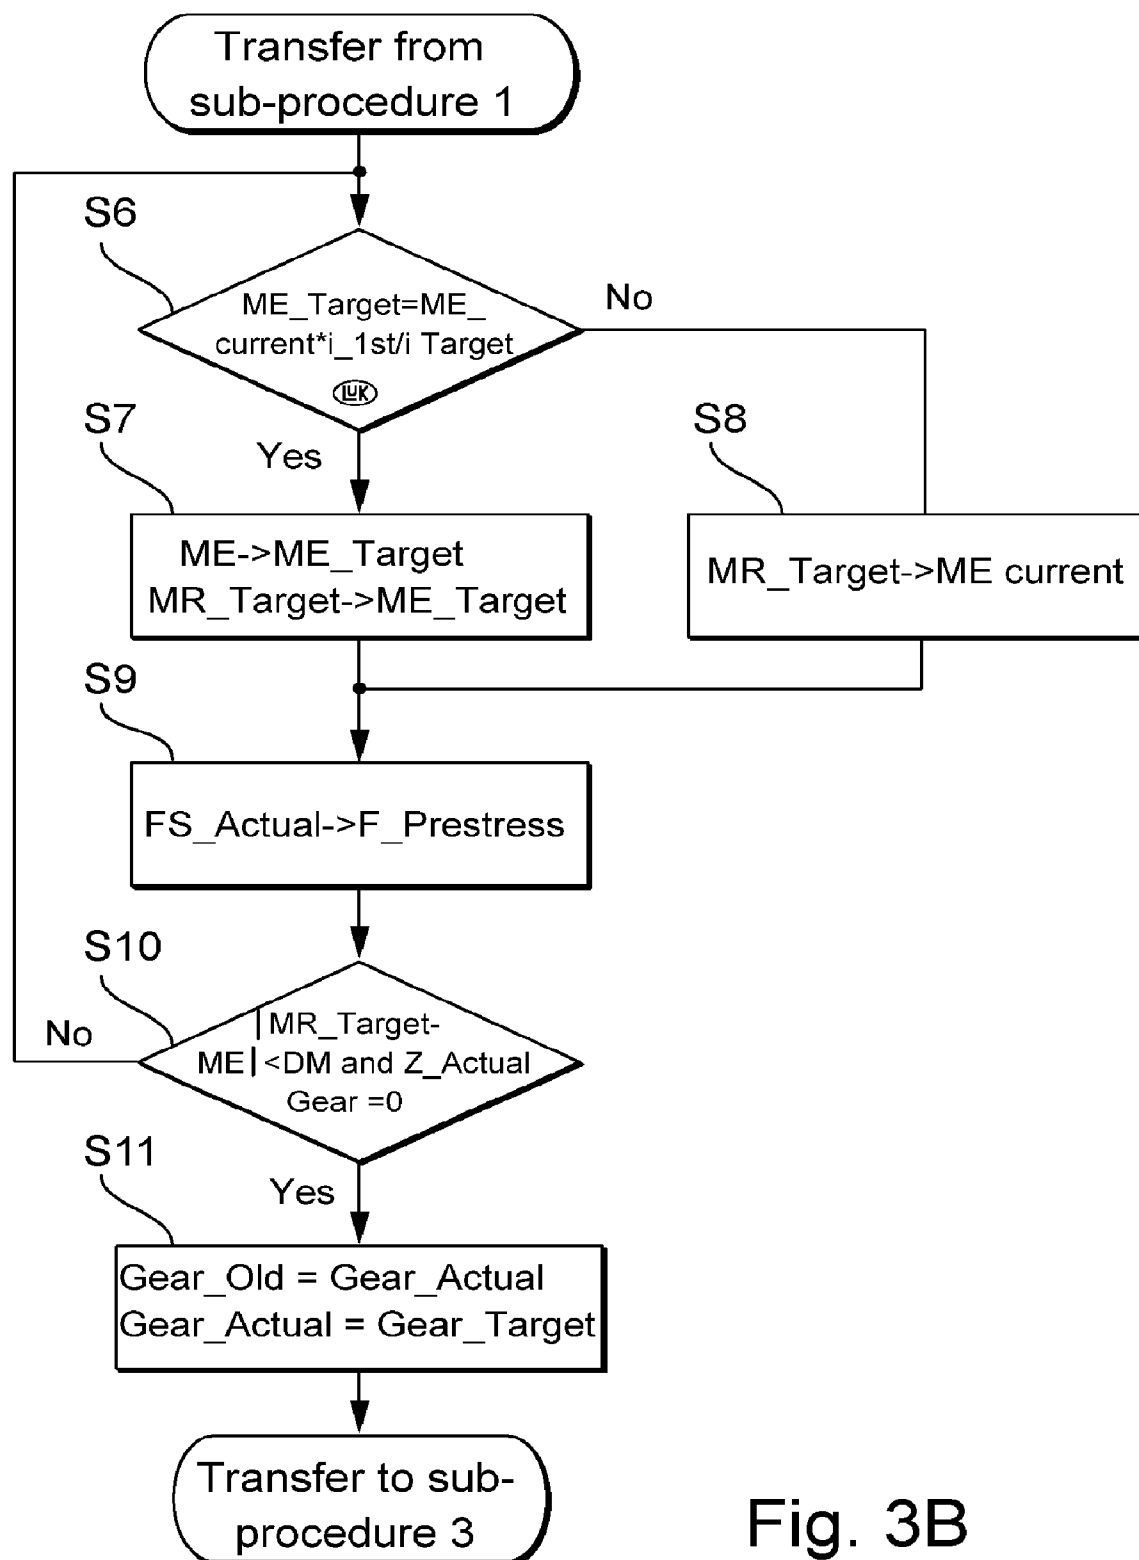 Transfer from
sub-procedure 1
S6
ME_Target=ME_
current*i_1st/i Target
LUK
No
S7
Yes
S8
ME->ME_Target
MR_Target->ME_Target
MR_Target->ME current
S9
FS_Actual->F_Prestress
S10
No
|MR_Target-
ME|<DM and Z_Actual
Gear =0
S11
Yes
Gear_Old = Gear_Actual
Gear_Actual = Gear_Target
Transfer to sub-
procedure 3
Fig. 3B